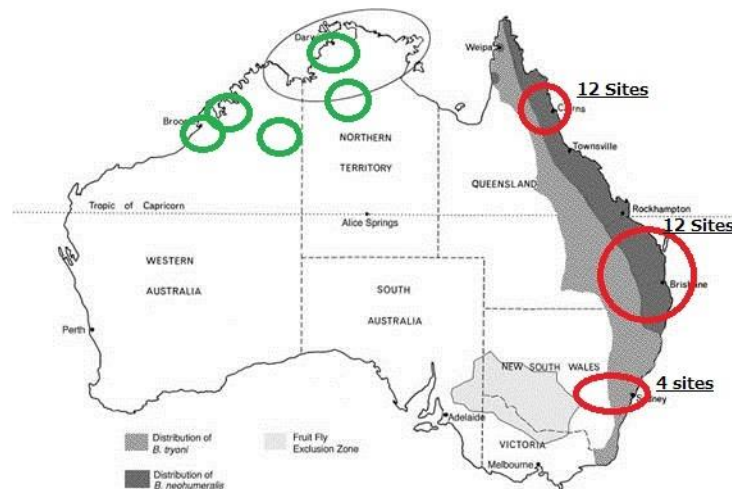 Dar
Weipa
12 Sites
Cairns
Broo
NORTHERN
TERRITORY
Townsville
QUEENSLAND
Tropic of Capricorn
Rockhampton
Alice Springs
12 Sites
WESTERN
AUSTRALIA
SOUTH
AUSTRALIA
Brisbane
Perth
NEW SOUTH WALES
4 sites
Sydney
Adelaide
VICTORIA
Melbourne
Distribution of
B. tryoni
Fruit Fly
Exclusion Zone
Distribution of
B. neohumeralis